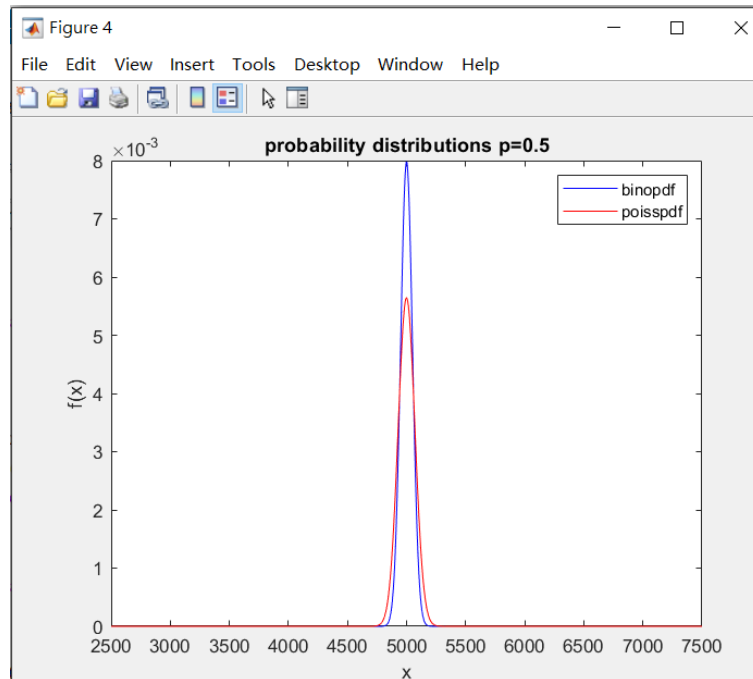 Figure 4
File Edit View Insert Tools Desktop Window Help
probability distributions p=0.5
×10-3
8
7
6
5
4
3
2
1
0
f(x)
binopdf
poisspdf
2500 3000 3500 4000 4500 5000 5500 6000 6500 7000 7500
x